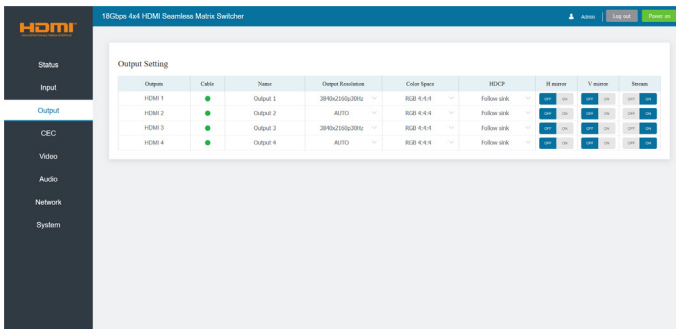 HDMI
18Gbps 4x4 HDMI Seamless Matrix Switcher
Admin
Log out
Power on
Status
Input
Output
CEC
Video
Audio
Network
System
Output Setting
Outputs Cable Name Output Resolution Color Space HDCP H mirror V mirror Stream
HDMI 1 Output 1 3840x2160p30Hz RGB 4:4:4 Follow sink OFF ON OFF ON OFF ON
HDMI 2 Output 2 AUTO RGB 4:4:4 Follow sink OFF ON OFF ON OFF ON
HDMI 3 Output 3 3840x2160p30Hz RGB 4:4:4 Follow sink OFF ON OFF ON OFF ON
HDMI 4 Output 4 AUTO RGB 4:4:4 Follow sink OFF ON OFF ON OFF ON